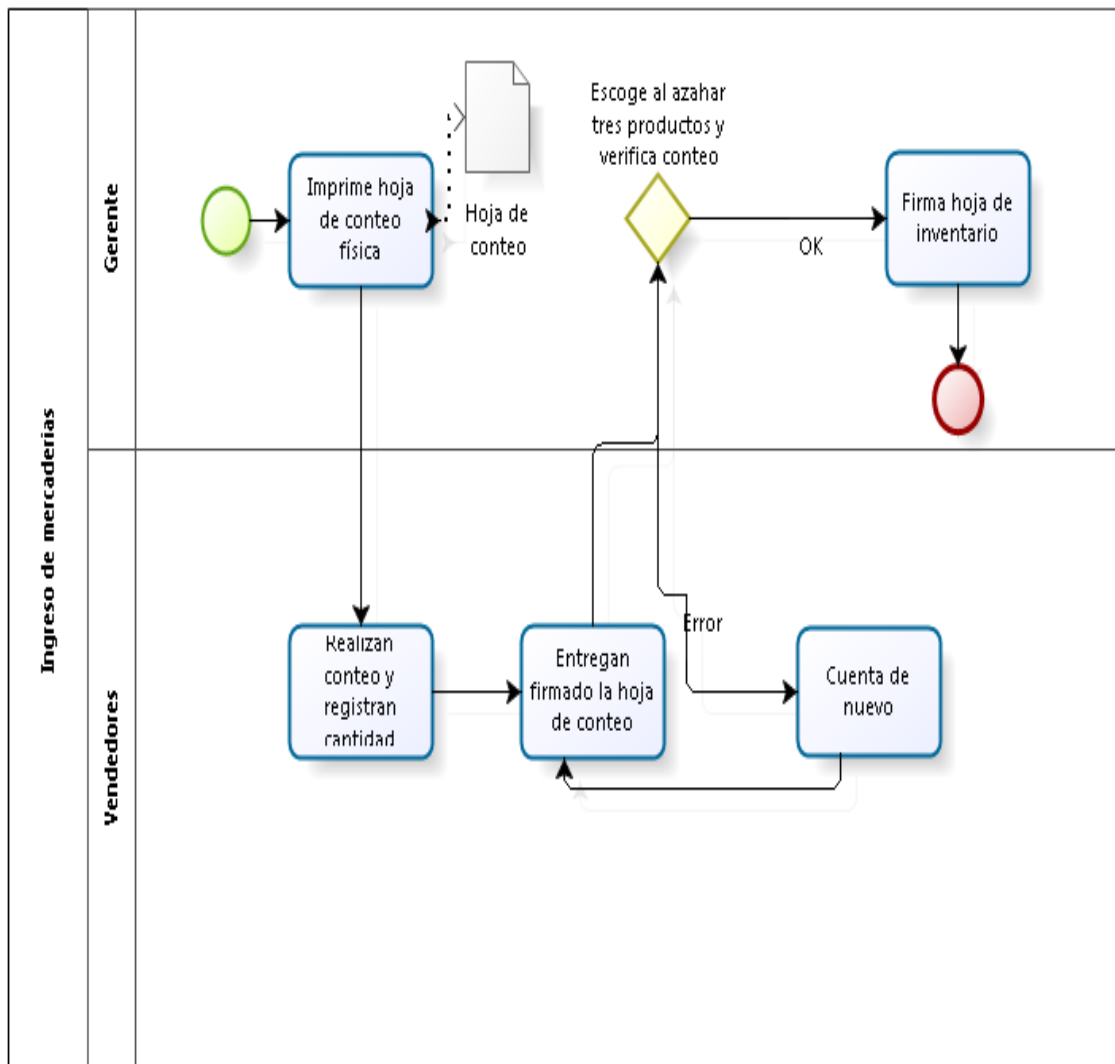 Ingreso de mercaderias
Gerente
Imprime hoja
de conteo
física
Hoja de
conteo
Escoge al azahar
tres productos y
verifica conteo
OK
Firma hoja de
inventario
Vendedores
Realizan
conteo y
registran
cantidad
Entregan
firmado la hoja
de conteo
Error
Cuenta de
nuevo